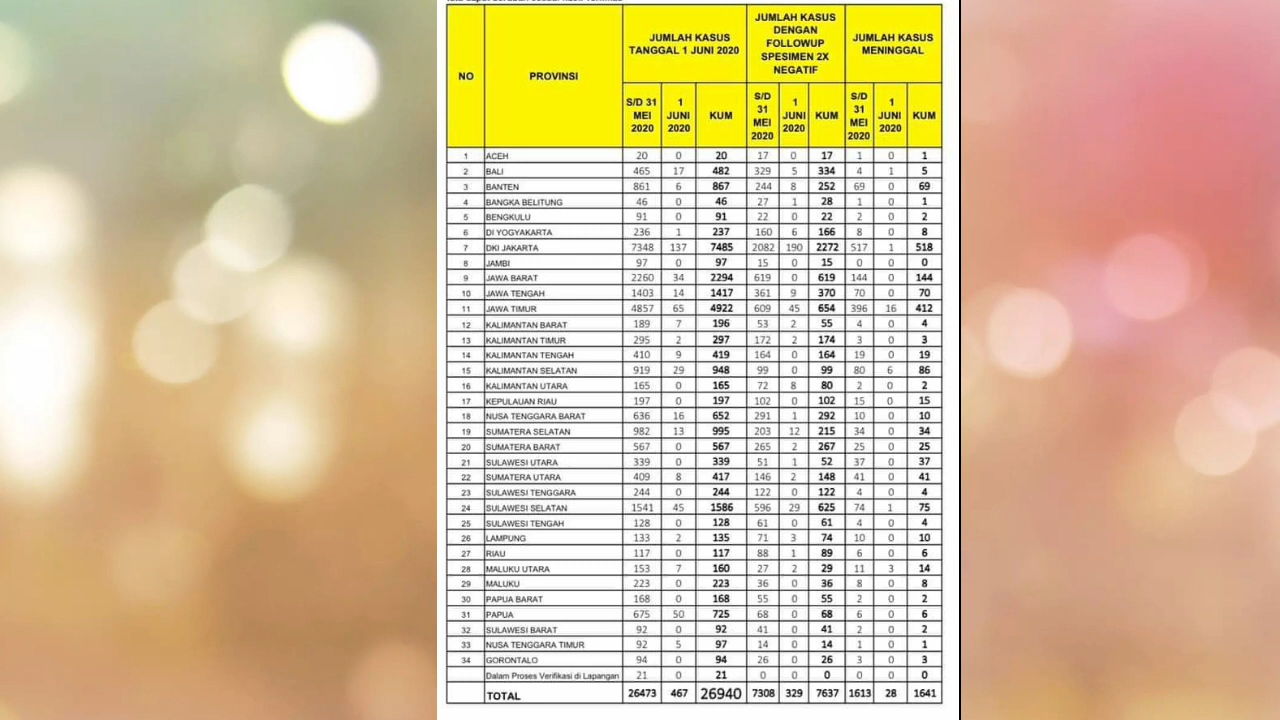 NO PROVINSI JUMLAH KASUS TANGGAL 1 JUNI 2020 JUMLAH KASUS DENGAN FOLLOWUP SPESIMEN 2X NEGATIF JUMLAH KASUS MENINGGAL
S/D 31 MEI 2020 1 JUNI 2020 KUM S/D 31 MEI 2020 1 JUNI 2020 KUM S/D 31 MEI 2020 1 JUNI 2020 KUM
1 ACEH 20 0 20 17 0 17 1 0 1
2 BALI 465 17 482 329 5 334 4 1 5
3 BANTEN 861 6 867 244 8 252 69 0 69
4 BANGKA BELITUNG 46 0 46 27 1 28 1 0 1
5 BENGKULU 91 0 91 22 0 22 2 0 2
6 DI YOGYAKARTA 236 1 237 160 6 166 8 0 8
7 DKI JAKARTA 7348 137 7485 2082 190 2272 517 1 518
8 JAMBI 97 0 97 15 0 15 0 0 0
9 JAWA BARAT 2260 34 2294 619 0 619 144 0 144
10 JAWA TENGAH 1403 14 1417 361 9 370 70 0 70
11 JAWA TIMUR 4857 65 4922 609 45 654 396 16 412
12 KALIMANTAN BARAT 189 7 196 53 2 55 4 0 4
13 KALIMANTAN TIMUR 295 2 297 172 2 174 3 0 3
14 KALIMANTAN TENGAH 410 9 419 164 0 164 19 0 19
15 KALIMANTAN SELATAN 919 29 948 99 0 99 80 6 86
16 KALIMANTAN UTARA 165 0 165 72 8 80 2 0 2
17 KEPULAUAN RIAU 197 0 197 102 0 102 15 0 15
18 NUSA TENGGARA BARAT 636 16 652 291 1 292 10 0 10
19 SUMATERA SELATAN 982 13 995 203 12 215 34 0 34
20 SUMATERA BARAT 567 0 567 265 2 267 25 0 25
21 SULAWESI UTARA 339 0 339 51 1 52 37 0 37
22 SUMATERA UTARA 409 8 417 146 2 148 41 0 41
23 SULAWESI TENGGARA 244 0 244 122 0 122 4 0 4
24 SULAWESI SELATAN 1541 45 1586 596 29 625 74 1 75
25 SULAWESI TENGAH 128 0 128 61 0 61 4 0 4
26 LAMPUNG 133 2 135 71 3 74 10 0 10
27 RIAU 117 0 117 88 1 89 6 0 6
28 MALUKU UTARA 153 7 160 27 2 29 11 3 14
29 MALUKU 223 0 223 36 0 36 8 0 8
30 PAPUA BARAT 168 0 168 55 0 55 2 0 2
31 PAPUA 675 50 725 68 0 68 6 0 6
32 SULAWESI BARAT 92 0 92 41 0 41 2 0 2
33 NUSA TENGGARA TIMUR 92 5 97 14 0 14 1 0 1
34 GORONTALO 94 0 94 26 0 26 3 0 3
Dalam Proses Verifikasi di Lapangan 21 0 21 0 0 0 0 0 0
TOTAL 26473 467 26940 7308 329 7637 1613 28 1641